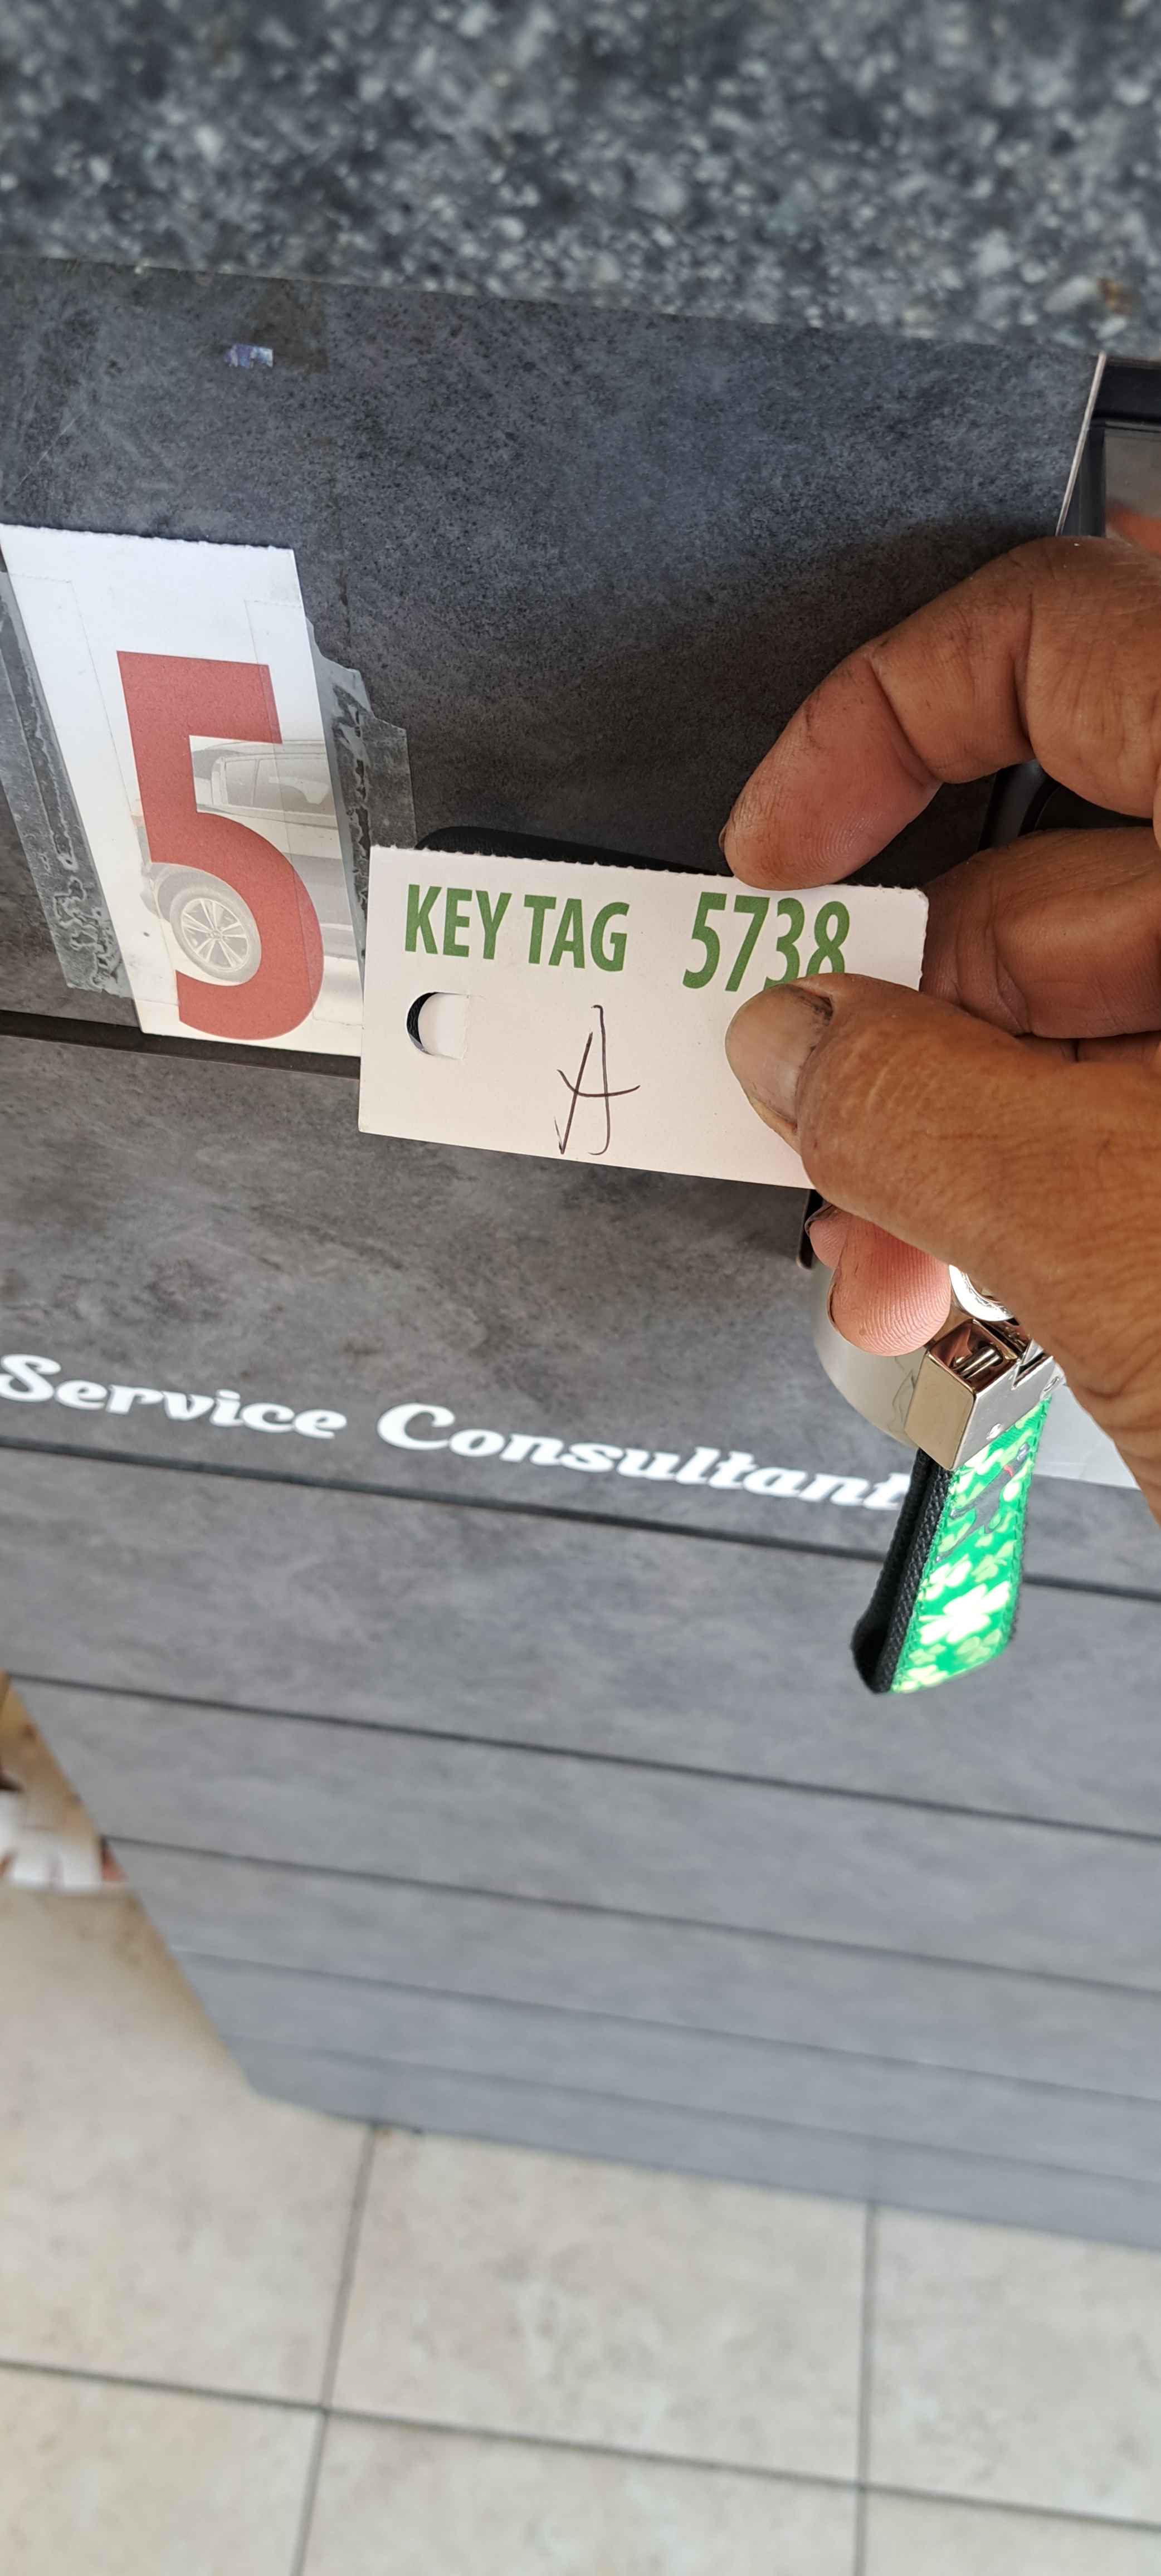 5
KEY TAG 5738
A
Service Consultant